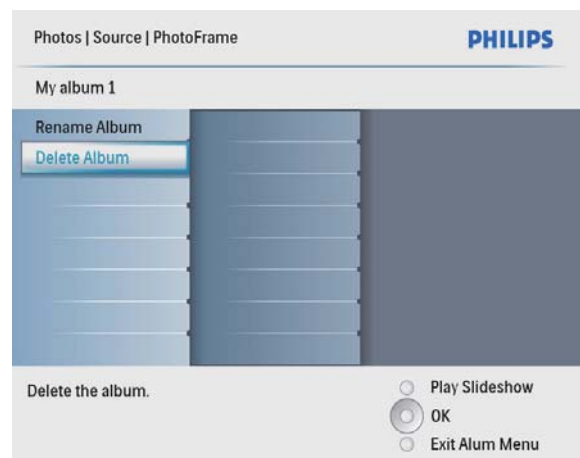 Photos | Source | PhotoFrame
PHILIPS
My album 1
Rename Album
Delete Album
Delete the album.
Play Slideshow
OK
Exit Alum Menu